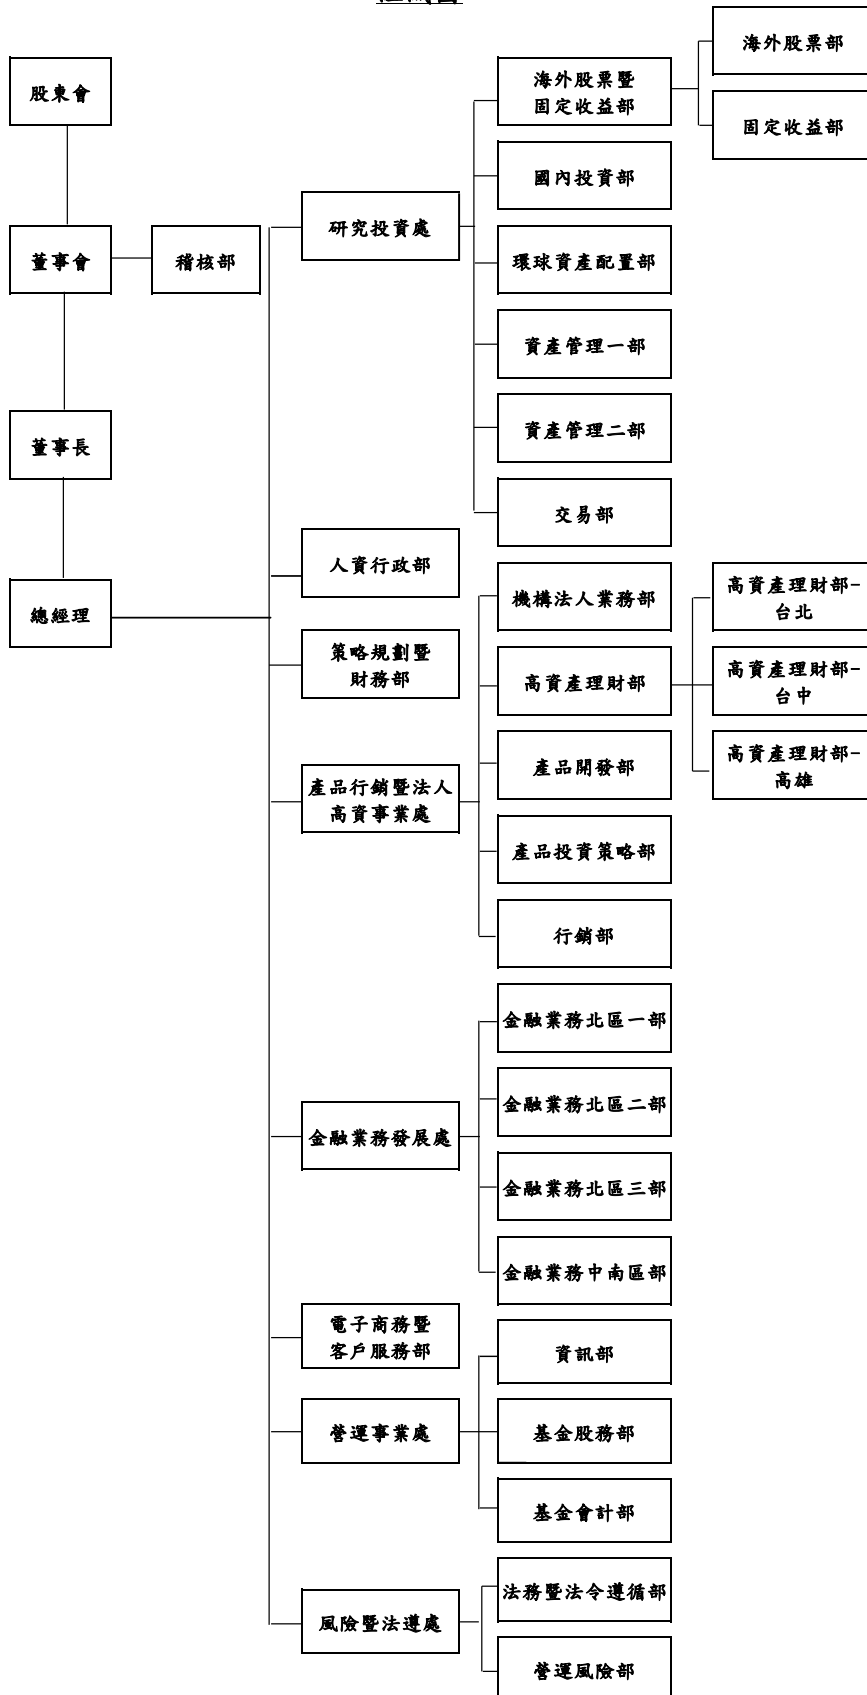 股東會
董事會
稽核部
董事長
總經理
研究投資處
海外股票暨
固定收益部
海外股票部
固定收益部
國內投資部
環球資產配置部
資產管理一部
資產管理二部
交易部
人資行政部
策略規劃暨
財務部
產品行銷暨法人
高資事業處
機構法人業務部
高資產理財部
高資產理財部-
台北
高資產理財部-
台中
高資產理財部-
高雄
產品開發部
產品投資策略部
行銷部
金融業務發展處
金融業務北區一部
金融業務北區二部
金融業務北區三部
金融業務中南區部
電子商務暨
客戶服務部
營運事業處
資訊部
基金股務部
基金會計部
風險暨法遵處
法務暨法令遵循部
營運風險部